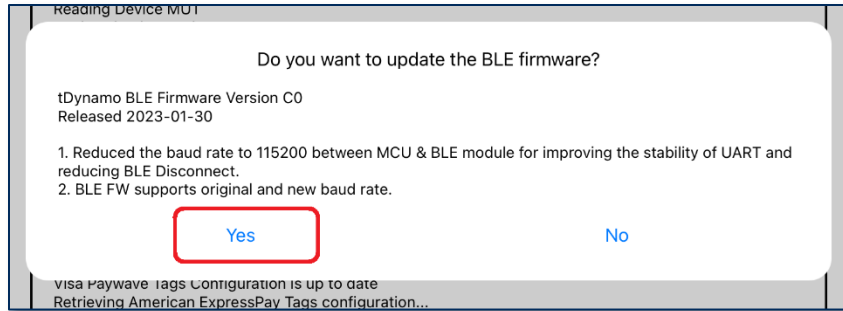 Reading Device MUT
Do you want to update the BLE firmware?
tDynamo BLE Firmware Version C0
Released 2023-01-30
1. Reduced the baud rate to 115200 between MCU & BLE module for improving the stability of UART and
reducing BLE Disconnect.
2. BLE FW supports original and new baud rate.
Yes
No
Visa Paywave Tags Configuration is up to date
Retrieving American ExpressPay Tags configuration...